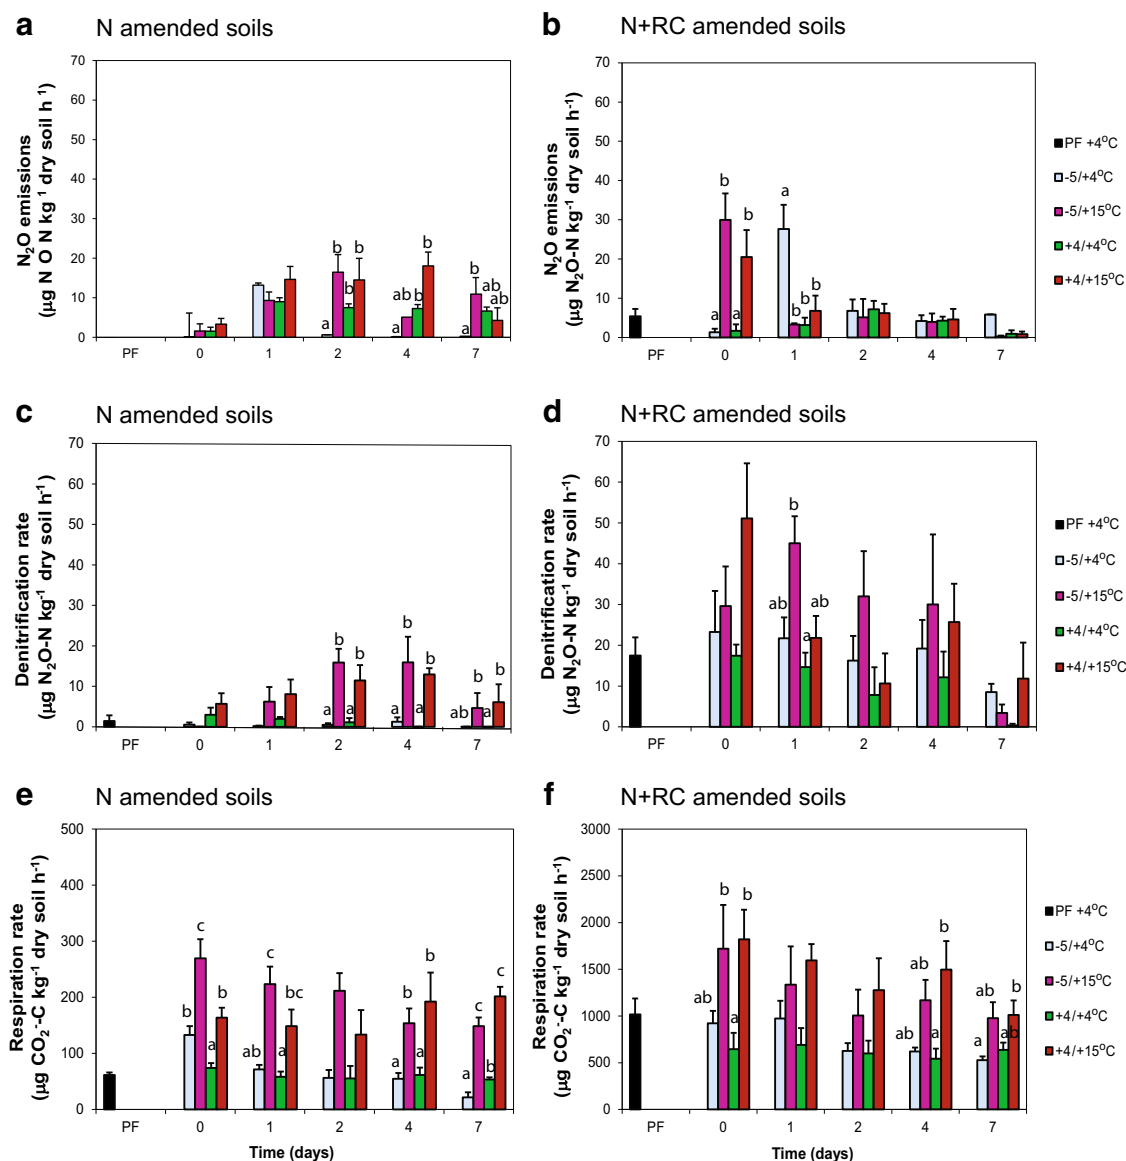 a N amended soils
70
60
50
40
30
20
10
0
N₂O emissions
(µg N O N kg⁻¹ dry soil h⁻¹)
a
b
b
b
a
ab
b
b
a
b
ab
ab
PF 0 1 2 4 7
b N+RC amended soils
70
60
50
40
30
20
10
0
N₂O emissions
(µg N₂O-N kg⁻¹ dry soil h⁻¹)
a
b
a
b
a
b
b
b
PF 0 1 2 4 7
PF +4°C
-5/+4°C
-5/+15°C
+4/+4°C
+4/+15°C
c N amended soils
70
60
50
40
30
20
10
0
Denitrification rate
(µg N₂O-N kg⁻¹ dry soil h⁻¹)
a
b
a
b
a
b
a
b
ab
b
a
b
PF 0 1 2 4 7
d N+RC amended soils
70
60
50
40
30
20
10
0
Denitrification rate
(µg N₂O-N kg⁻¹ dry soil h⁻¹)
ab
b
a
ab
PF 0 1 2 4 7
PF +4°C
-5/+4°C
-5/+15°C
+4/+4°C
+4/+15°C
e N amended soils
500
400
300
200
100
0
Respiration rate
(µg CO₂⁻-C kg⁻¹ dry soil h⁻¹)
b
c
a
b
ab
c
a
bc
a
b
a
b
a
c
b
c
PF 0 1 2 4 7
Time (days)
f N+RC amended soils
3000
2500
2000
1500
1000
500
0
Respiration rate
(µg CO₂⁻-C kg⁻¹ dry soil h⁻¹)
ab
b
a
b
ab
ab
a
b
a
ab
ab
b
PF 0 1 2 4 7
Time (days)
PF +4°C
-5/+4°C
-5/+15°C
+4/+4°C
+4/+15°C